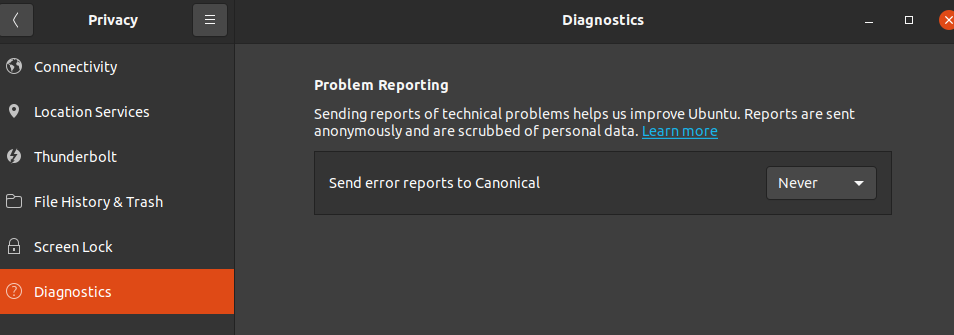 Privacy
Diagnostics
Connectivity
Location Services
Thunderbolt
File History & Trash
Screen Lock
Diagnostics
Problem Reporting
Sending reports of technical problems helps us improve Ubuntu. Reports are sent
anonymously and are scrubbed of personal data. Learn more
Send error reports to Canonical
Never